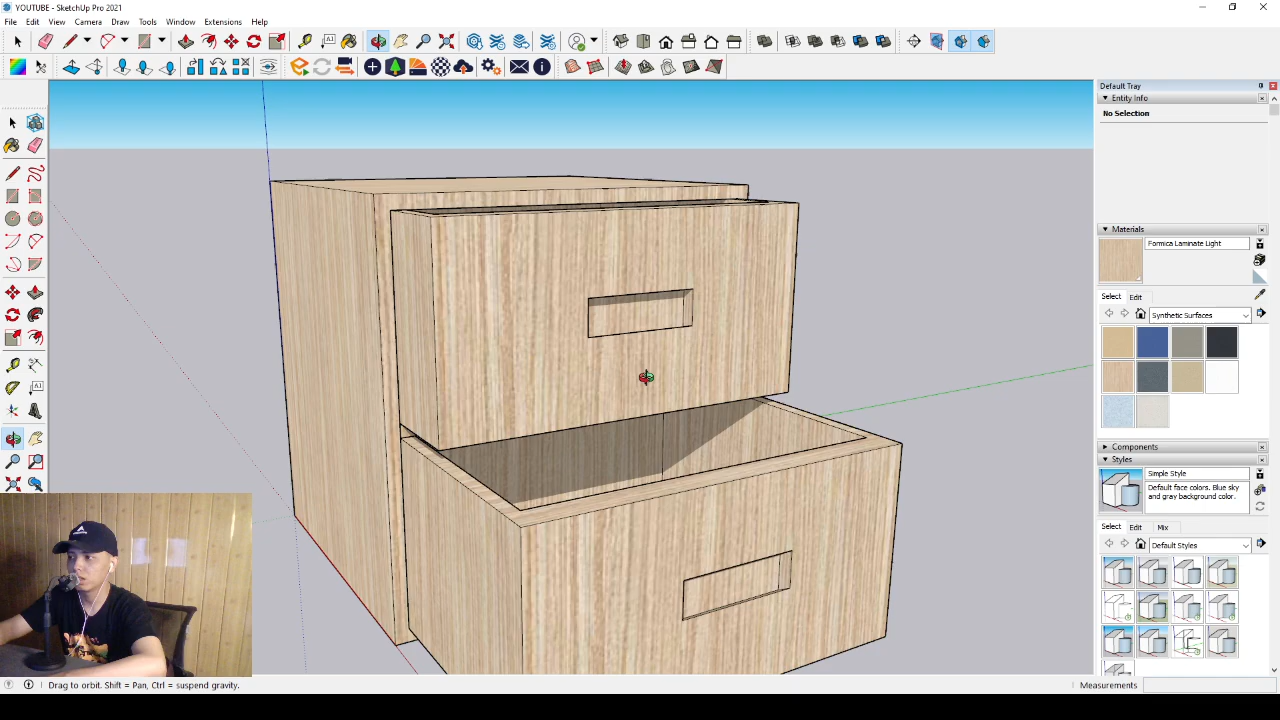 YOUTUBE - SketchUp Pro 2021
File Edit View Camera Draw Tools Window Extensions Help
Default Tray
Entity Info
No Selection
Materials
Formica Laminate Light
Select Edit
Synthetic Surfaces
Components
Styles
Simple Style
Default face colors. Blue sky
and gray background color.
Select Edit Mix
Default Styles
Drag to orbit. Shift = Pan, Ctrl = suspend gravity.
Measurements